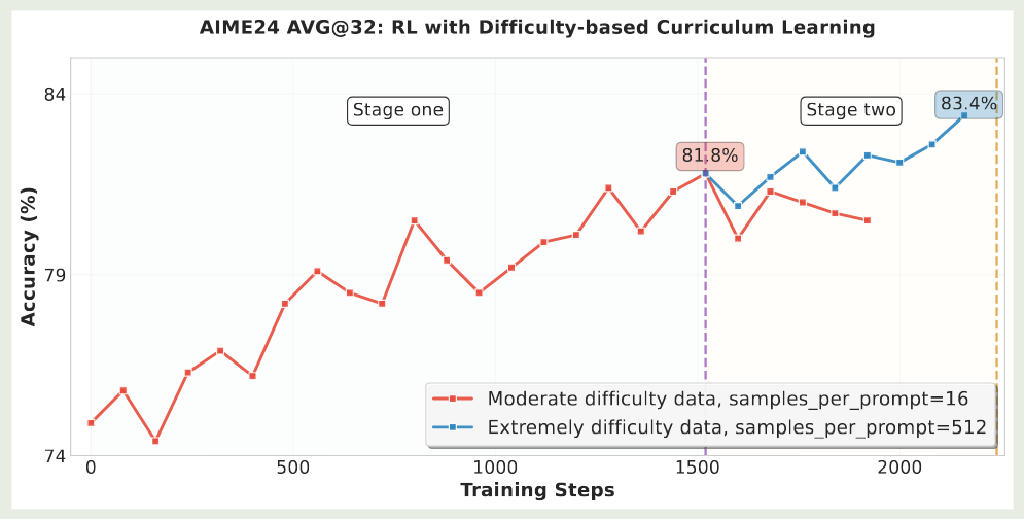 AIME24 AVG@32: RL with Difficulty-based Curriculum Learning
84
79
74
Accuracy (%)
Stage one
Stage two
81.8%
83.4%
Moderate difficulty data, samples_per_prompt=16
Extremely difficulty data, samples_per_prompt=512
0
500
1000
1500
2000
Training Steps